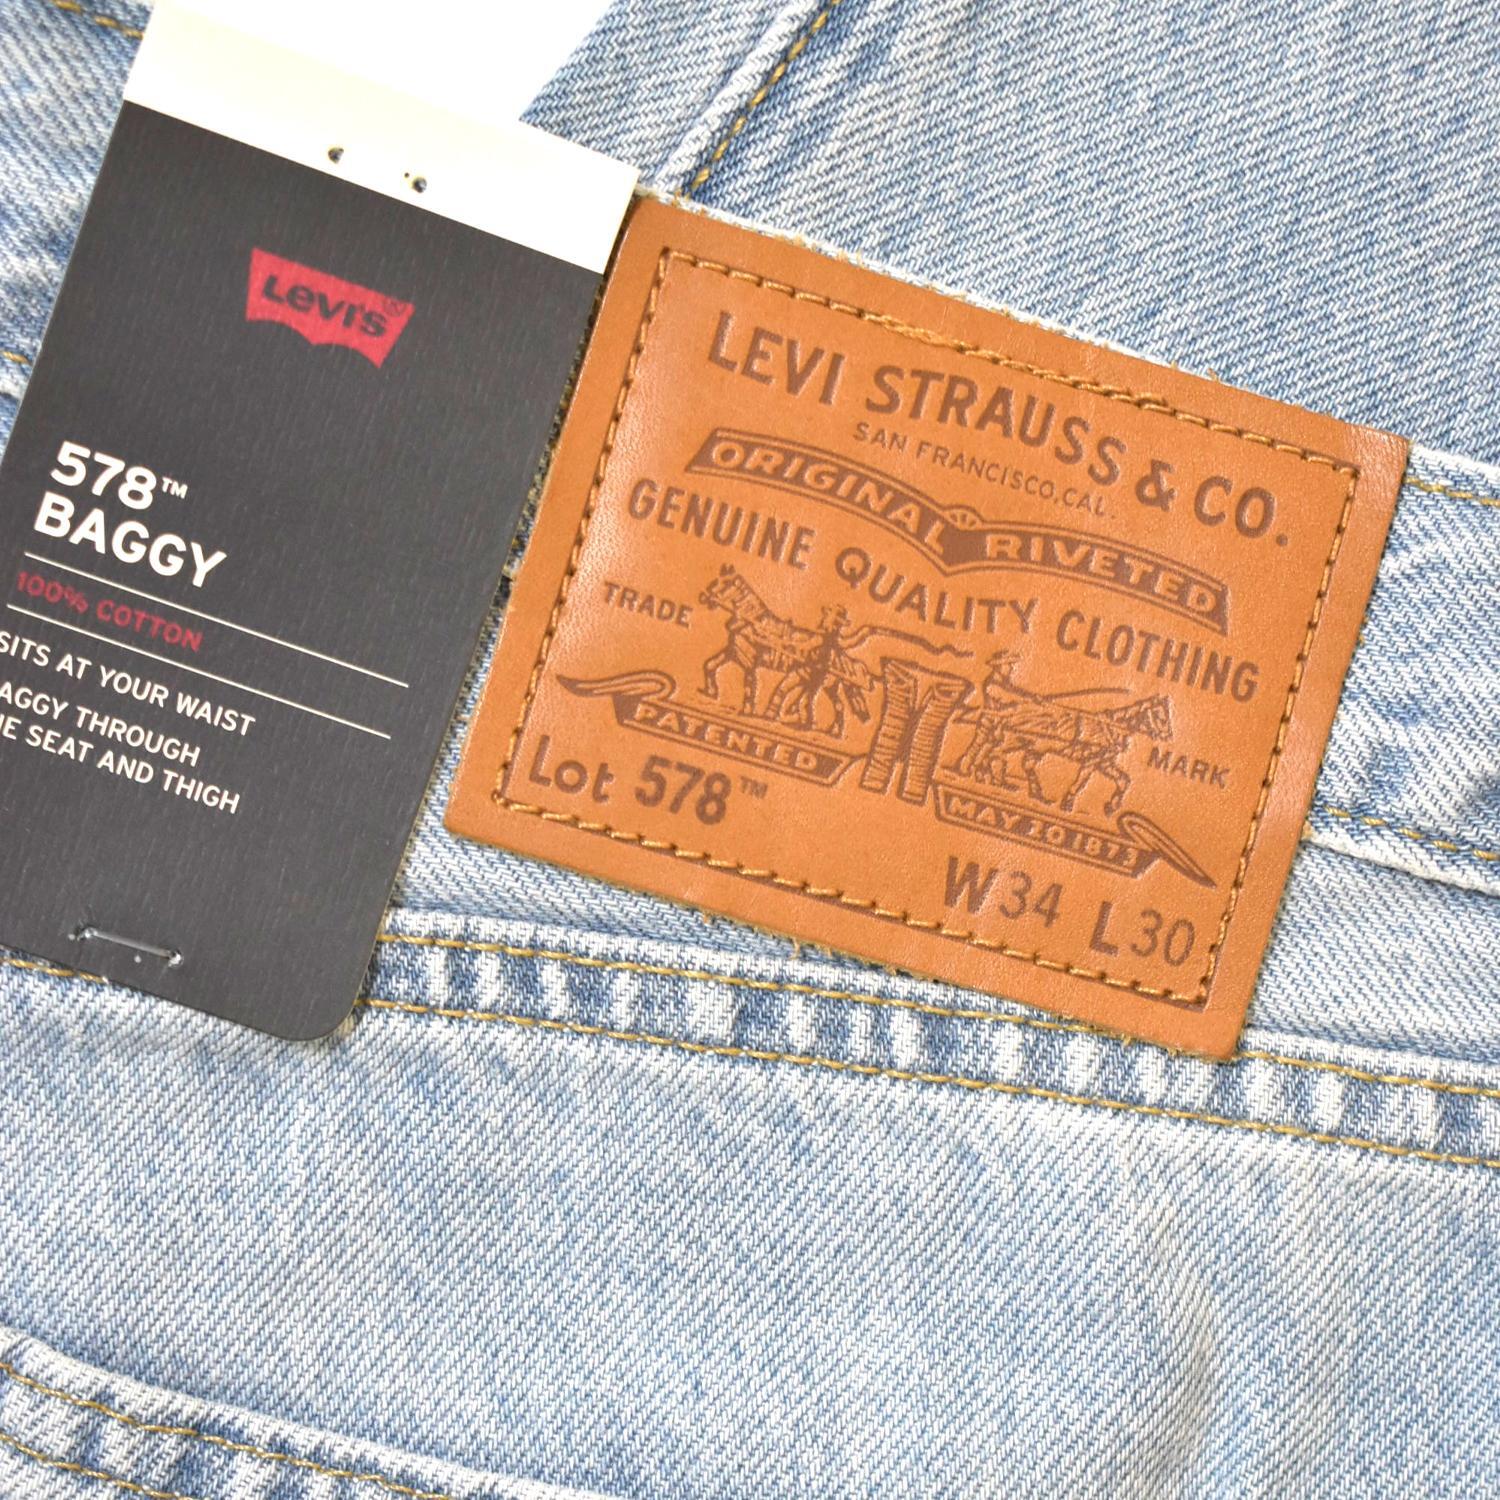 Levi's®
578™
BAGGY
100% COTTON
SITS AT YOUR WAIST
AGGY THROUGH
E SEAT AND THIGH
LEVI STRAUSS & CO.
SAN FRANCISCO, CAL.
ORIGINAL RIVETED
GENUINE QUALITY CLOTHING
TRADE
MARK
PATENTED
MAY 20 1873
Lot 578™
W34 L30